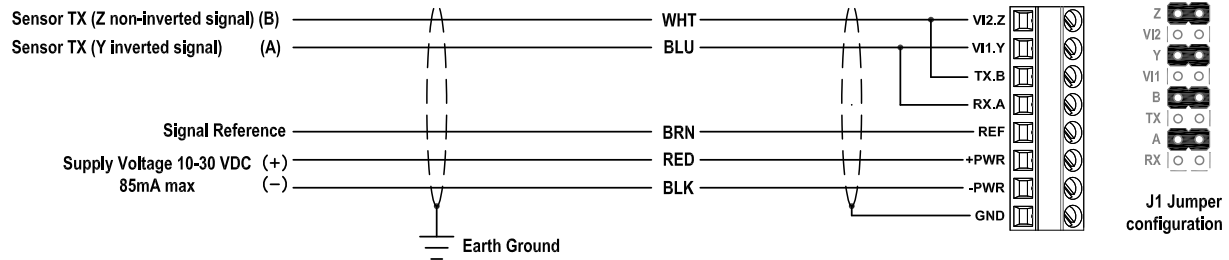 Sensor TX (Z non-inverted signal) (B)
WHT
VI2.Z
Sensor TX (Y inverted signal) (A)
BLU
VI1.Y
TX.B
RX.A
Signal Reference
BRN
REF
Supply Voltage 10-30 VDC (+)
RED
+PWR
85mA max (−)
BLK
-PWR
GND
Earth Ground
Z
VI2
Y
VI1
B
TX
A
RX
J1 Jumper
configuration